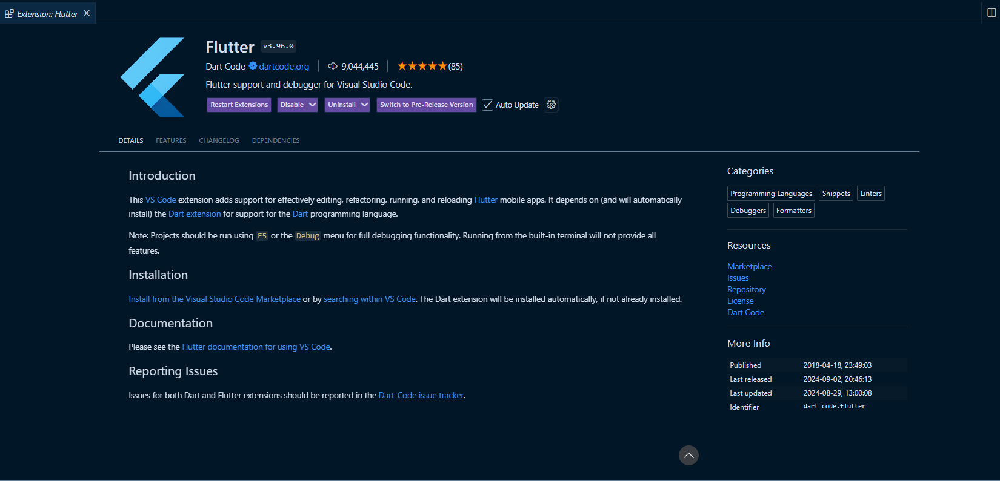 Extension: Flutter
Flutter v3.96.0
Dart Code dartcode.org 9,044,445 (85)
Flutter support and debugger for Visual Studio Code.
Restart Extensions Disable Uninstall Switch to Pre-Release Version Auto Update
DETAILS FEATURES CHANGELOG DEPENDENCIES
Introduction
This VS Code extension adds support for effectively editing, refactoring, running, and reloading Flutter mobile apps. It depends on (and will automatically
install) the Dart extension for support for the Dart programming language.
Note: Projects should be run using F5 or the Debug menu for full debugging functionality. Running from the built-in terminal will not provide all
features.
Installation
Install from the Visual Studio Code Marketplace or by searching within VS Code. The Dart extension will be installed automatically, if not already installed.
Documentation
Please see the Flutter documentation for using VS Code.
Reporting Issues
Issues for both Dart and Flutter extensions should be reported in the Dart-Code issue tracker.
Categories
Programming Languages Snippets Linters
Debuggers Formatters
Resources
Marketplace
Issues
Repository
License
Dart Code
More Info
Published 2018-04-18, 23:49:03
Last released 2024-09-02, 20:46:13
Last updated 2024-08-29, 13:00:08
Identifier dart-code.flutter